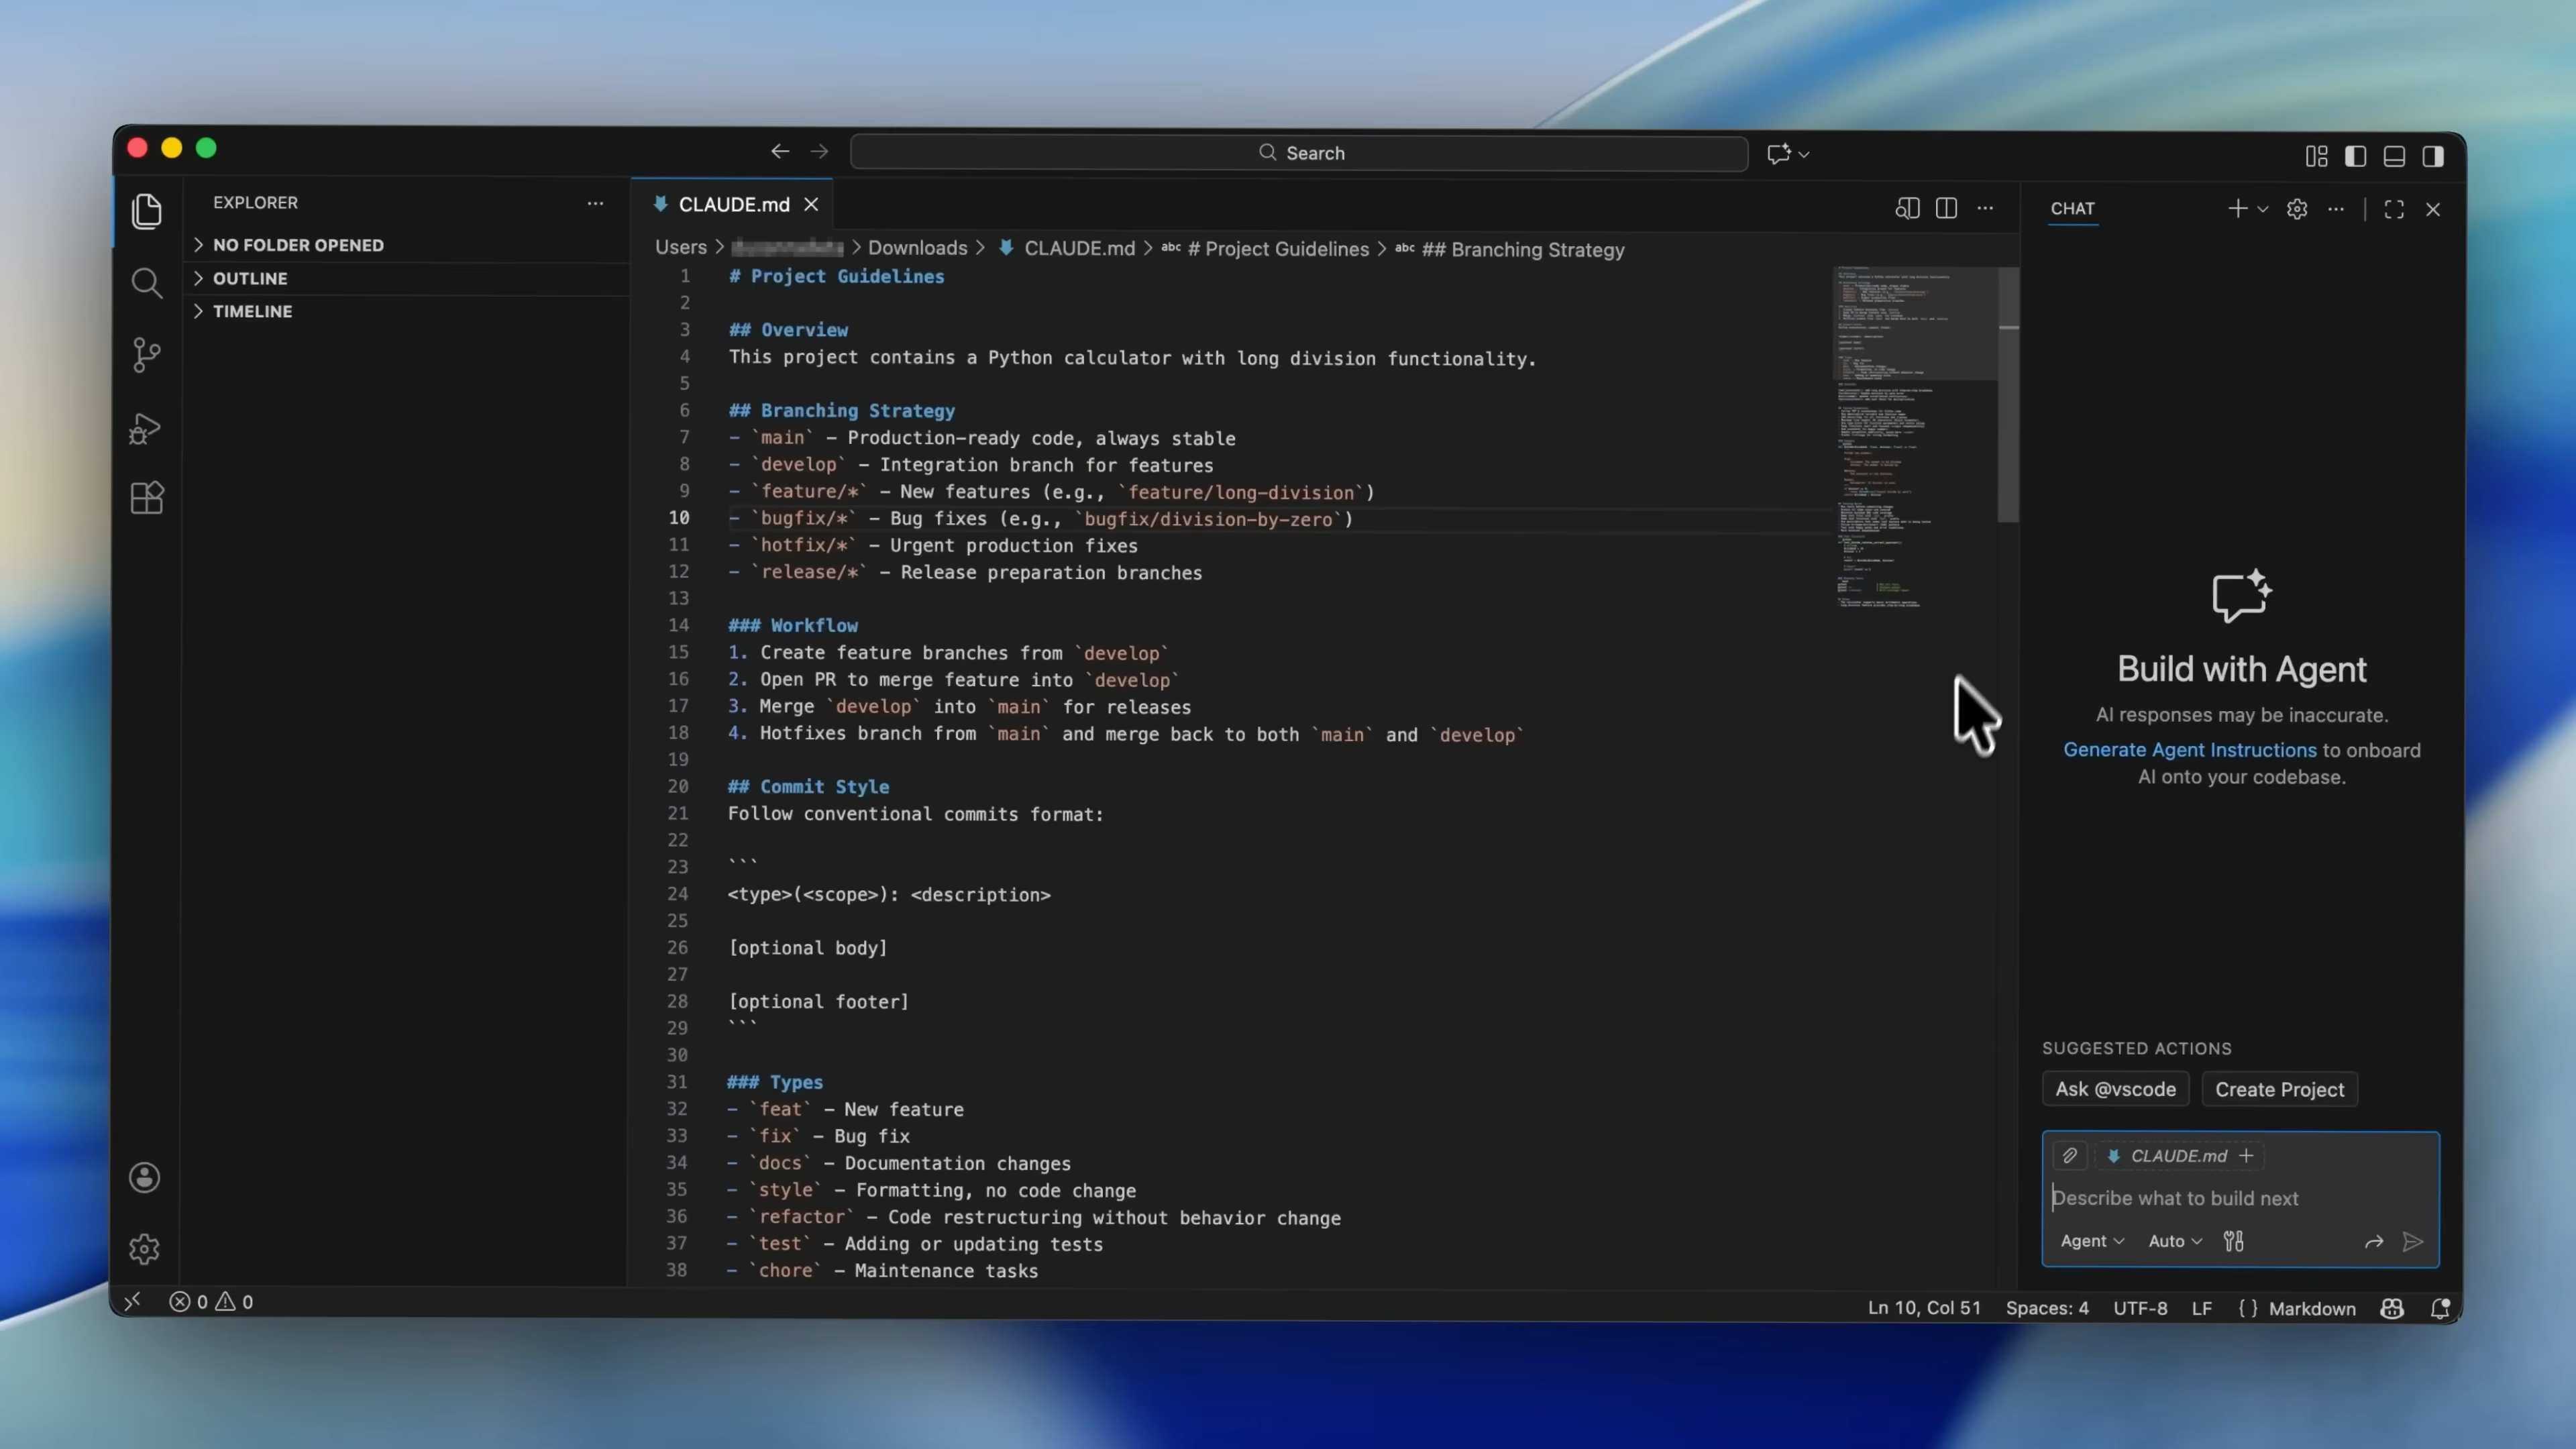 Search
EXPLORER
NO FOLDER OPENED
OUTLINE
TIMELINE
CLAUDE.md
Users > Downloads > CLAUDE.md > abc # Project Guidelines > abc ## Branching Strategy
1 # Project Guidelines
2
3 ## Overview
4 This project contains a Python calculator with long division functionality.
5
6 ## Branching Strategy
7 - `main` - Production-ready code, always stable
8 - `develop` - Integration branch for features
9 - `feature/*` - New features (e.g., `feature/long-division`)
10 - `bugfix/*` - Bug fixes (e.g., `bugfix/division-by-zero`)
11 - `hotfix/*` - Urgent production fixes
12 - `release/*` - Release preparation branches
13
14 ### Workflow
15 1. Create feature branches from `develop`
16 2. Open PR to merge feature into `develop`
17 3. Merge `develop` into `main` for releases
18 4. Hotfixes branch from `main` and merge back to both `main` and `develop`
19
20 ## Commit Style
21 Follow conventional commits format:
22
23 ```
24 <type>(<scope>): <description>
25
26 [optional body]
27
28 [optional footer]
29 ```
30
31 ### Types
32 - `feat` - New feature
33 - `fix` - Bug fix
34 - `docs` - Documentation changes
35 - `style` - Formatting, no code change
36 - `refactor` - Code restructuring without behavior change
37 - `test` - Adding or updating tests
38 - `chore` - Maintenance tasks
CHAT
Build with Agent
AI responses may be inaccurate.
Generate Agent Instructions to onboard
AI onto your codebase.
SUGGESTED ACTIONS
Ask @vscode Create Project
CLAUDE.md +
Describe what to build next
Agent Auto
0 0
Ln 10, Col 51 Spaces: 4 UTF-8 LF { } Markdown